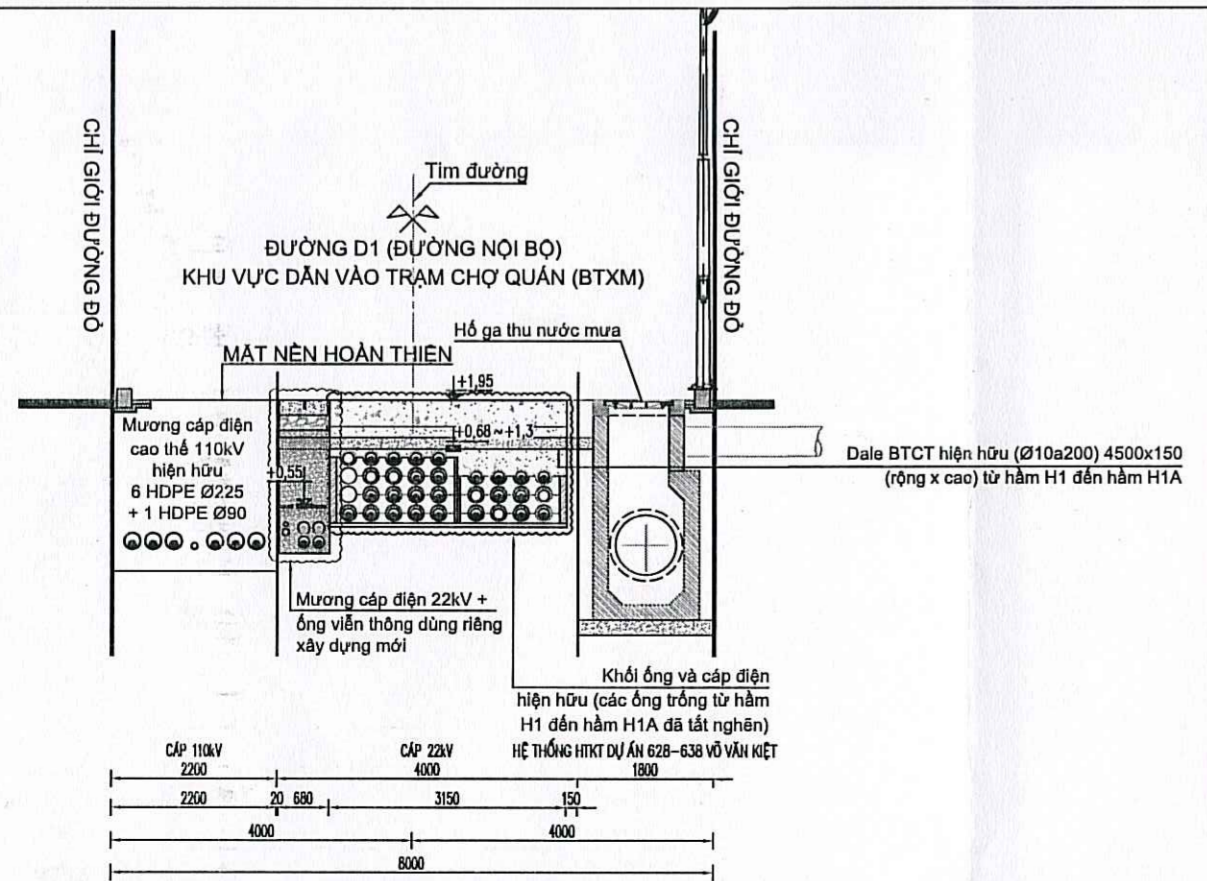 CHỈ GIỚI ĐƯỜNG ĐỎ
CHỈ GIỚI ĐƯỜNG ĐỎ
Tim đường
ĐƯỜNG D1 (ĐƯỜNG NỘI BỘ)
KHU VỰC DẪN VÀO TRẠM CHỢ QUÁN (BTXM)
Hố ga thu nước mưa
MẶT NỀN HOÀN THIỆN
+1,95
Mương cáp điện
cao thế 110kV
hiện hữu
6 HDPE Ø225
+ 1 HDPE Ø90
+0,68~+1,3
+0,55
Dale BTCT hiện hữu (Ø10a200) 4500x150
(rộng x cao) từ hầm H1 đến hầm H1A
Mương cáp điện 22kV +
ống viễn thông dùng riêng
xây dựng mới
Khối ống và cáp điện
hiện hữu (các ống trống từ hầm
H1 đến hầm H1A đã tắt nghẽn)
CÁP 110kV
CÁP 22kV
HỆ THỐNG HTKT DỰ ÁN 628-638 VÕ VĂN KIỆT
2200
4000
1800
2200
20
680
3150
150
4000
4000
8000